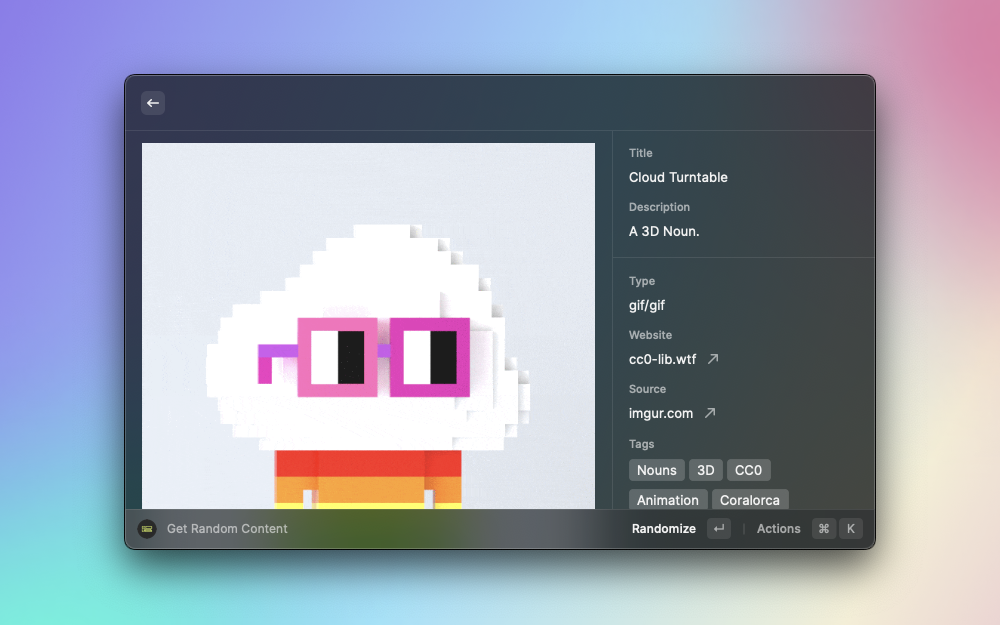 Title
Cloud Turntable
Description
A 3D Noun.
Type
gif/gif
Website
cc0-lib.wtf ↗
Source
imgur.com ↗
Tags
Nouns 3D CC0
Animation Coralorca
Get Random Content Randomize ↵ Actions ⌘ K